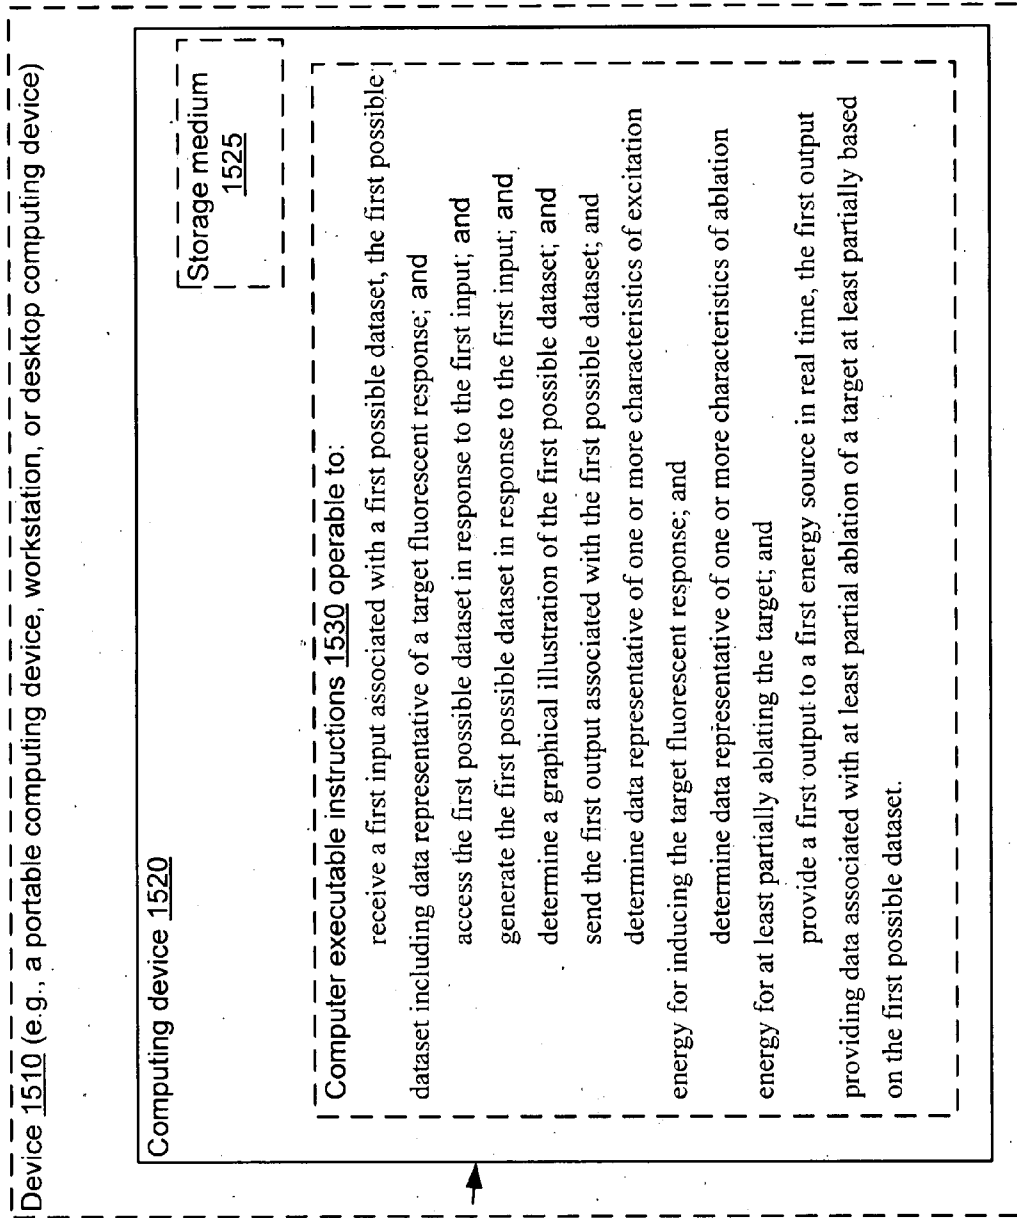 Device 1510 (e.g., a portable computing device, workstation, or desktop computing device)
Computing device 1520
Storage medium
1525
Computer executable instructions 1530 operable to:
receive a first input associated with a first possible dataset, the first possible
dataset including data representative of a target fluorescent response; and
access the first possible dataset in response to the first input; and
generate the first possible dataset in response to the first input; and
determine a graphical illustration of the first possible dataset; and
send the first output associated with the first possible dataset; and
determine data representative of one or more characteristics of excitation
energy for inducing the target fluorescent response; and
determine data representative of one or more characteristics of ablation
energy for at least partially ablating the target; and
provide a first output to a first energy source in real time, the first output
providing data associated with at least partial ablation of a target at least partially based
on the first possible dataset.